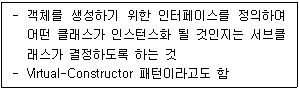 - 객체를 생성하기 위한 인터페이스를 정의하여
어떤 클래스가 인스턴스화 될 것인지는 서브클
래스가 결정하도록 하는 것
- Virtual-Constructor 패턴이라고도 함